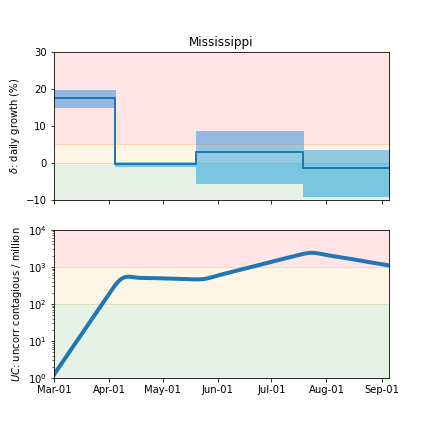 Mississippi
30
20
10
0
−10
δ: daily growth (%)
10⁴
10³
10²
10¹
10⁰
UC: uncorr contagious / million
Mar-01 Apr-01 May-01 Jun-01 Jul-01 Aug-01 Sep-01